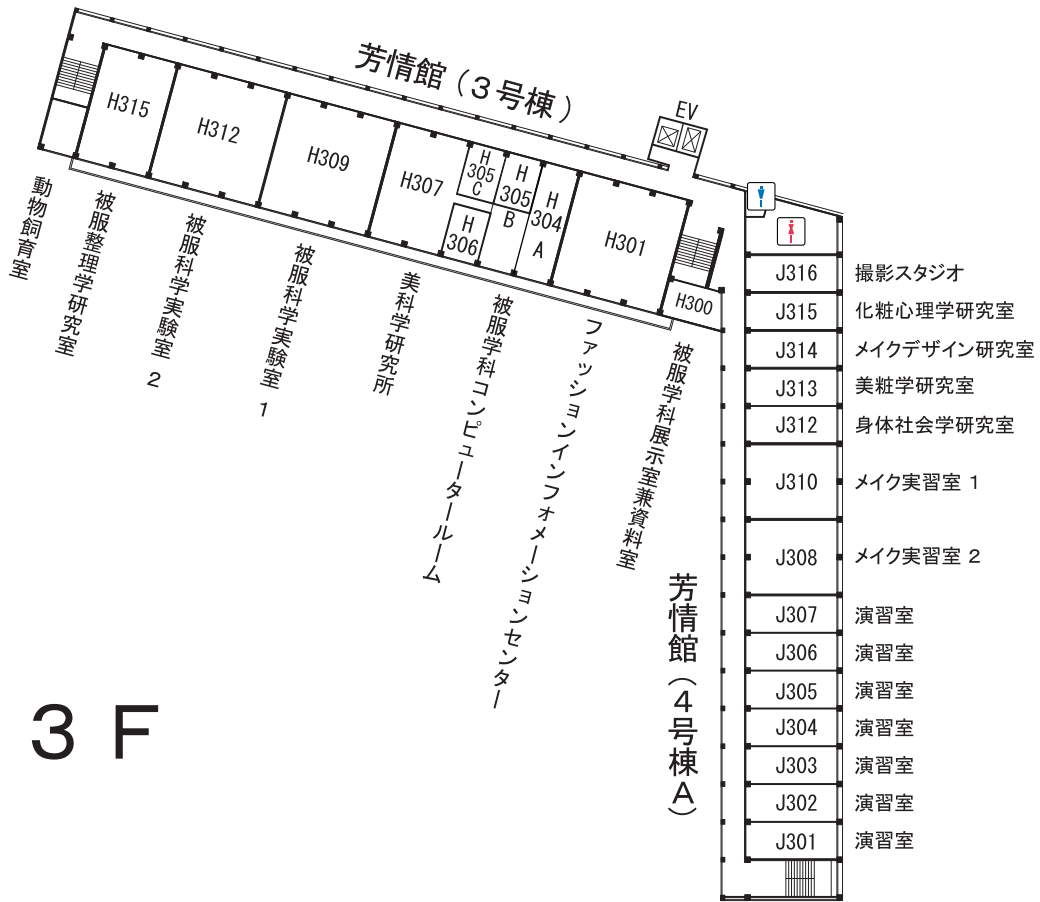 芳情館（３号棟）
EV
H315
H312
H309
H307
H
305
C
H
306
H
305
B
H
304
A
H301
H300
動物飼育室
被服整理学研究室
被服科学実験室 2
被服科学実験室 1
美科学研究所
被服学科コンピュータールーム
ファッションインフォメーションセンター
被服学科展示室兼資料室
J316 撮影スタジオ
J315 化粧心理学研究室
J314 メイクデザイン研究室
J313 美粧学研究室
J312 身体社会学研究室
J310 メイク実習室 1
J308 メイク実習室 2
J307 演習室
J306 演習室
J305 演習室
J304 演習室
J303 演習室
J302 演習室
J301 演習室
芳情館（４号棟Ａ）
３Ｆ